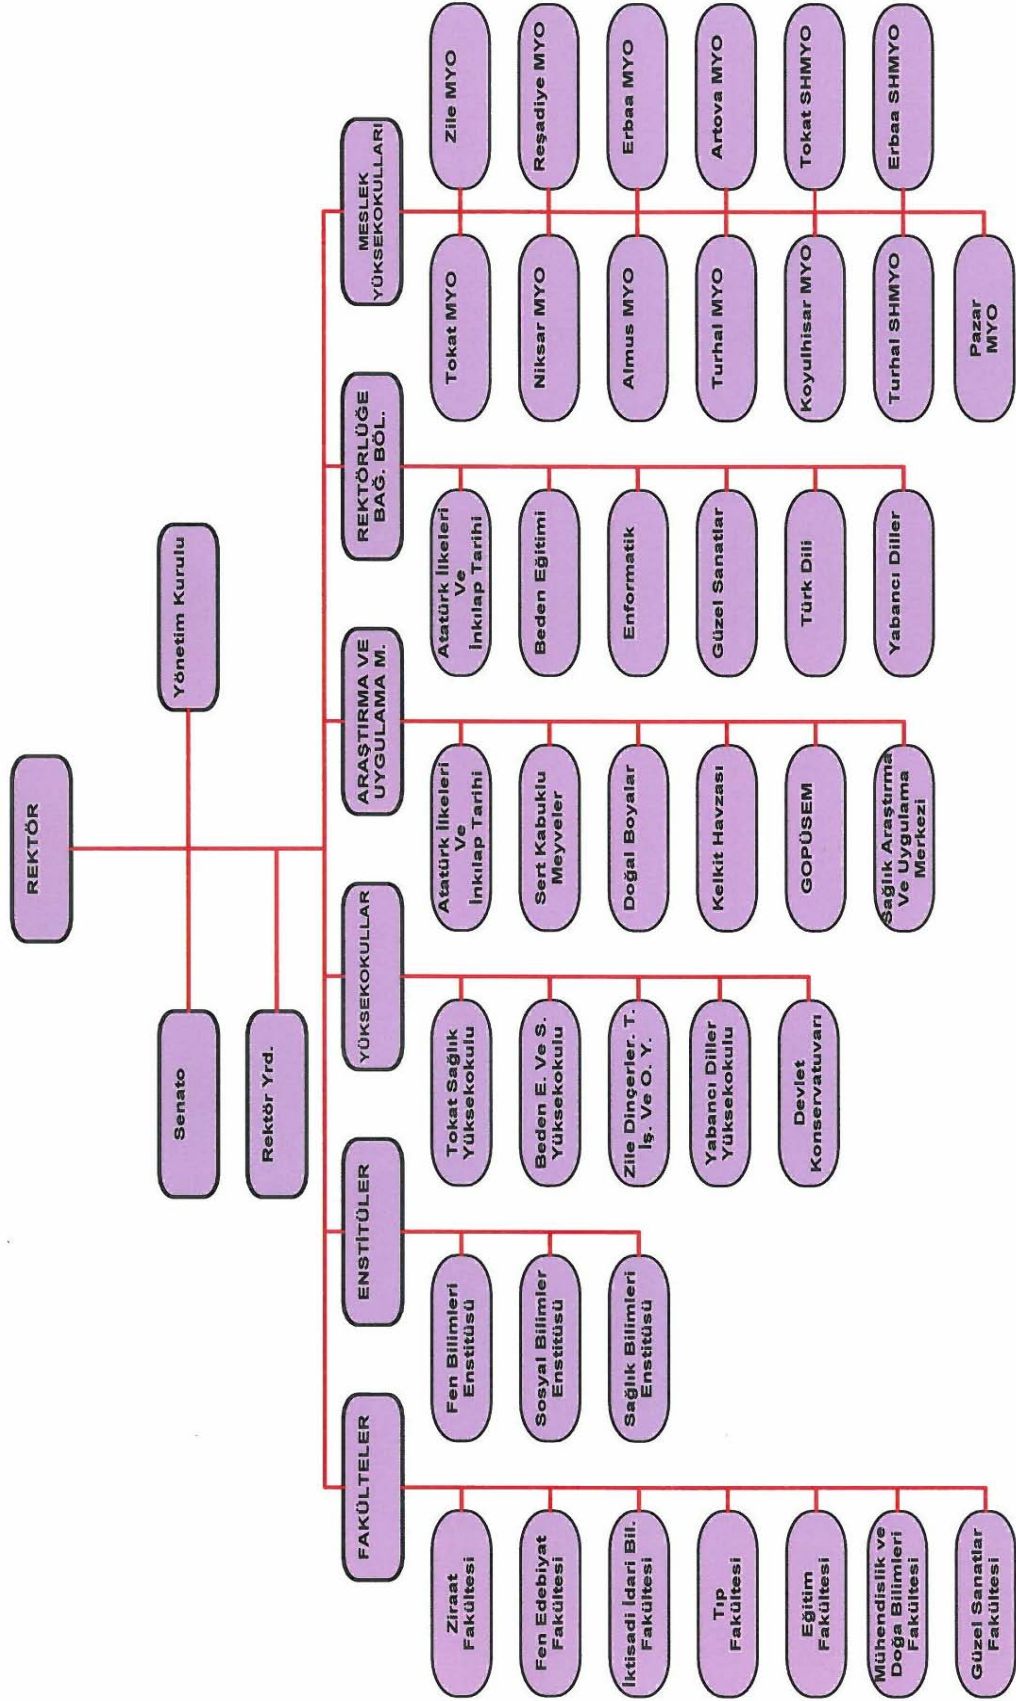 REKTÖR
Senato
Yönetim Kurulu
Rektör Yrd.
FAKÜLTELER
Zirat
Fakültesi
Fen Edebiyat
Fakültesi
İktisadi İdari Bil.
Fakültesi
Tıp
Fakültesi
Eğitim
Fakültesi
Mühendislik ve
Doğa Bilimleri
Fakültesi
Güzel Sanatlar
Fakültesi
ENSTİTÜLER
Fen Bilimleri
Enstitüsü
Sosyal Bilimler
Enstitüsü
Sağlık Bilimleri
Enstitüsü
YÜKSEKOKULLAR
Tokat Sağlık
Yüksekokulu
Beden E. Ve S.
Yüksekokulu
Zile Dinçerler. T.
İş. Ve O. Y.
Yabancı Diller
Yüksekokulu
Devlet
Konservatuvarı
ARAŞTIRMA VE
UYGULAMA M.
Atatürk İlkeleri
Ve
İnkılap Tarihi
Sert Kabuklu
Meyveler
Doğal Boyalar
Kelkit Havzası
GOPÜSEM
Sağlık Araştırma
Ve Uygulama
Merkezi
REKTÖRLÜĞE
BAĞ. BÖL.
Atatürk İlkeleri
Ve
İnkılap Tarihi
Beden Eğitimi
Enformatik
Güzel Sanatlar
Türk Dili
Yabancı Diller
MESLEK
YÜKSEKOKULLARI
Tokat MYO
Zile MYO
Niksar MYO
Reşadiye MYO
Almus MYO
Erbaa MYO
Turhal MYO
Artova MYO
Koyulhisar MYO
Tokat SHMYO
Turhal SHMYO
Erbaa SHMYO
Pazar
MYO